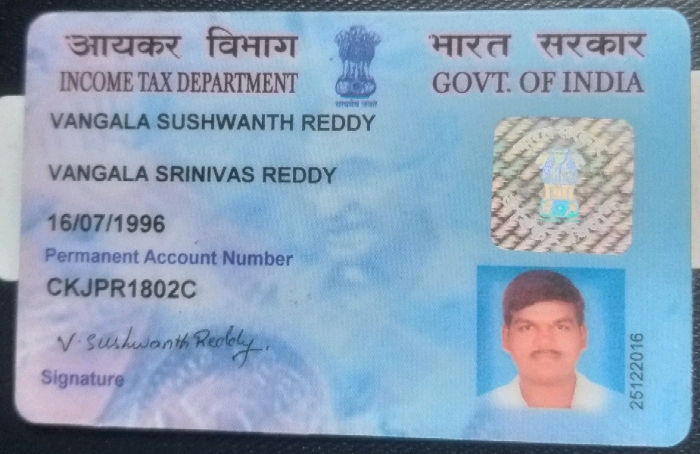 आयकर विभाग
INCOME TAX DEPARTMENT
भारत सरकार
GOVT. OF INDIA
सत्यमेव जयते
VANGALA SUSHWANTH REDDY
VANGALA SRINIVAS REDDY
16/07/1996
Permanent Account Number
CKJPR1802C
V. Sushwanth Reddy.
Signature
25122016